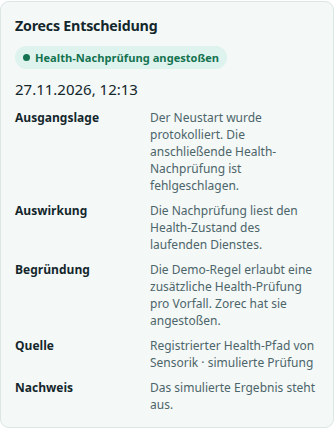 Zorecs Entscheidung
Health-Nachprüfung angestoßen
27.11.2026, 12:13
Ausgangslage
Der Neustart wurde
protokolliert. Die
anschließende Health-
Nachprüfung ist
fehlgeschlagen.
Auswirkung
Die Nachprüfung liest den
Health-Zustand des
laufenden Dienstes.
Begründung
Die Demo-Regel erlaubt eine
zusätzliche Health-Prüfung
pro Vorfall. Zorec hat sie
angestoßen.
Quelle
Registrierter Health-Pfad von
Sensorik · simulierte Prüfung
Nachweis
Das simulierte Ergebnis steht
aus.